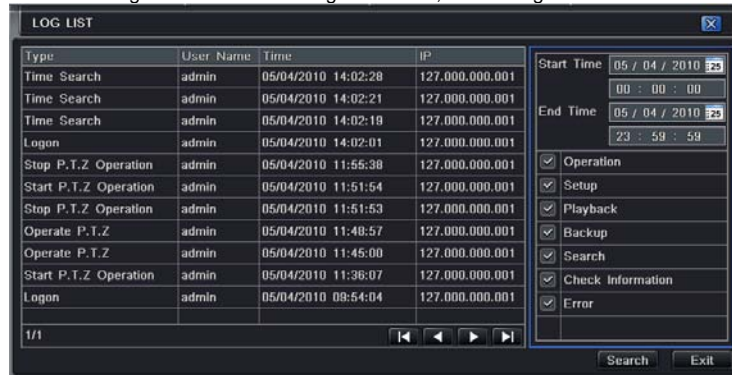 LOG LIST
Type User Name Time IP
Time Search admin 05/04/2010 14:02:28 127.000.000.001
Time Search admin 05/04/2010 14:02:21 127.000.000.001
Time Search admin 05/04/2010 14:02:19 127.000.000.001
Logon admin 05/04/2010 14:02:01 127.000.000.001
Stop P.T.Z Operation admin 05/04/2010 11:55:38 127.000.000.001
Start P.T.Z Operation admin 05/04/2010 11:51:54 127.000.000.001
Stop P.T.Z Operation admin 05/04/2010 11:51:53 127.000.000.001
Operate P.T.Z admin 05/04/2010 11:48:57 127.000.000.001
Operate P.T.Z admin 05/04/2010 11:45:00 127.000.000.001
Start P.T.Z Operation admin 05/04/2010 11:36:07 127.000.000.001
Logon admin 05/04/2010 09:54:04 127.000.000.001
1/1
Start Time 05 / 04 / 2010 25
00 : 00 : 00
End Time 05 / 04 / 2010 25
23 : 59 : 59
Operation
Setup
Playback
Backup
Search
Check Information
Error
Search Exit